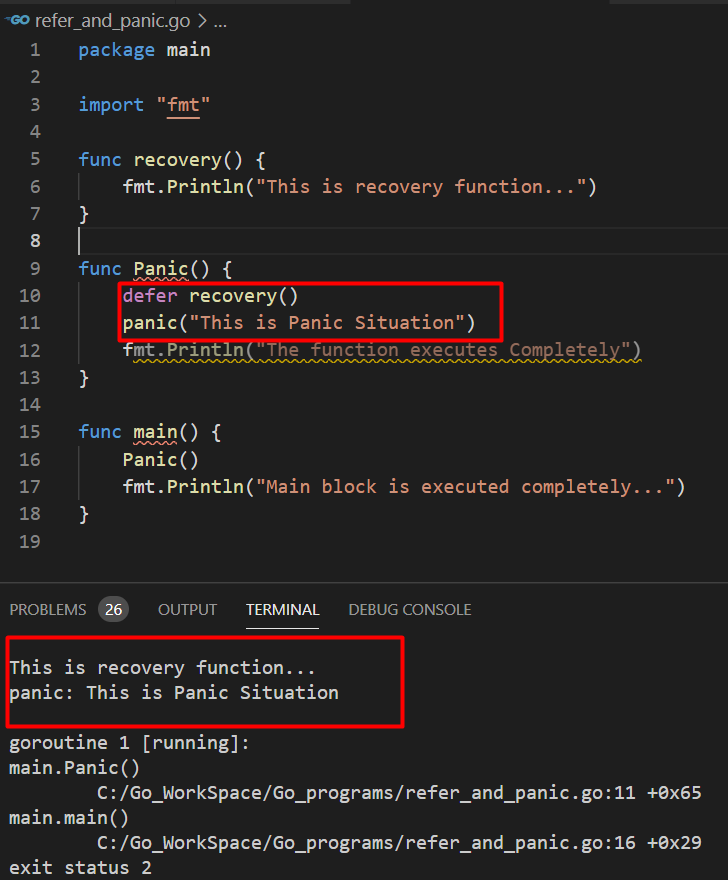 GO refer_and_panic.go > ...
1 package main
2
3 import "fmt"
4
5 func recovery() {
6 fmt.Println("This is recovery function...")
7 }
8
9 func Panic() {
10 defer recovery()
11 panic("This is Panic Situation")
12 fmt.Println("The function executes Completely")
13 }
14
15 func main() {
16 Panic()
17 fmt.Println("Main block is executed completely...")
18 }
19
PROBLEMS 26 OUTPUT TERMINAL DEBUG CONSOLE
This is recovery function...
panic: This is Panic Situation
goroutine 1 [running]:
main.Panic()
C:/Go_WorkSpace/Go_programs/refer_and_panic.go:11 +0x65
main.main()
C:/Go_WorkSpace/Go_programs/refer_and_panic.go:16 +0x29
exit status 2